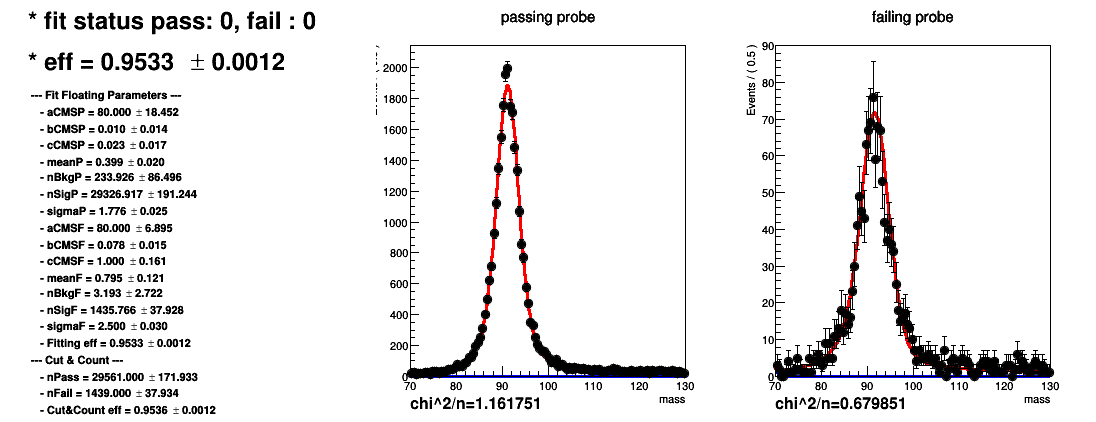 * fit status pass: 0, fail : 0
* eff = 0.9533 ± 0.0012
--- Fit Floating Parameters ---
- aCMSP = 80.000 ± 18.452
- bCMSP = 0.010 ± 0.014
- cCMSP = 0.023 ± 0.017
- meanP = 0.399 ± 0.020
- nBkgP = 233.926 ± 86.496
- nSigP = 29326.917 ± 191.244
- sigmaP = 1.776 ± 0.025
- aCMSF = 80.000 ± 6.895
- bCMSF = 0.078 ± 0.015
- cCMSF = 1.000 ± 0.161
- meanF = 0.795 ± 0.121
- nBkgF = 3.193 ± 2.722
- nSigF = 1435.766 ± 37.928
- sigmaF = 2.500 ± 0.030
- Fitting eff = 0.9533 ± 0.0012
--- Cut & Count ---
- nPass = 29561.000 ± 171.933
- nFail = 1439.000 ± 37.934
- Cut&Count eff = 0.9536 ± 0.0012
passing probe
2000
1800
1600
1400
1200
1000
800
600
400
200
0
70 80 90 100 110 120 130
mass
chi^2/n=1.161751
failing probe
Events / ( 0.5 )
90
80
70
60
50
40
30
20
10
0
70 80 90 100 110 120 130
mass
chi^2/n=0.679851